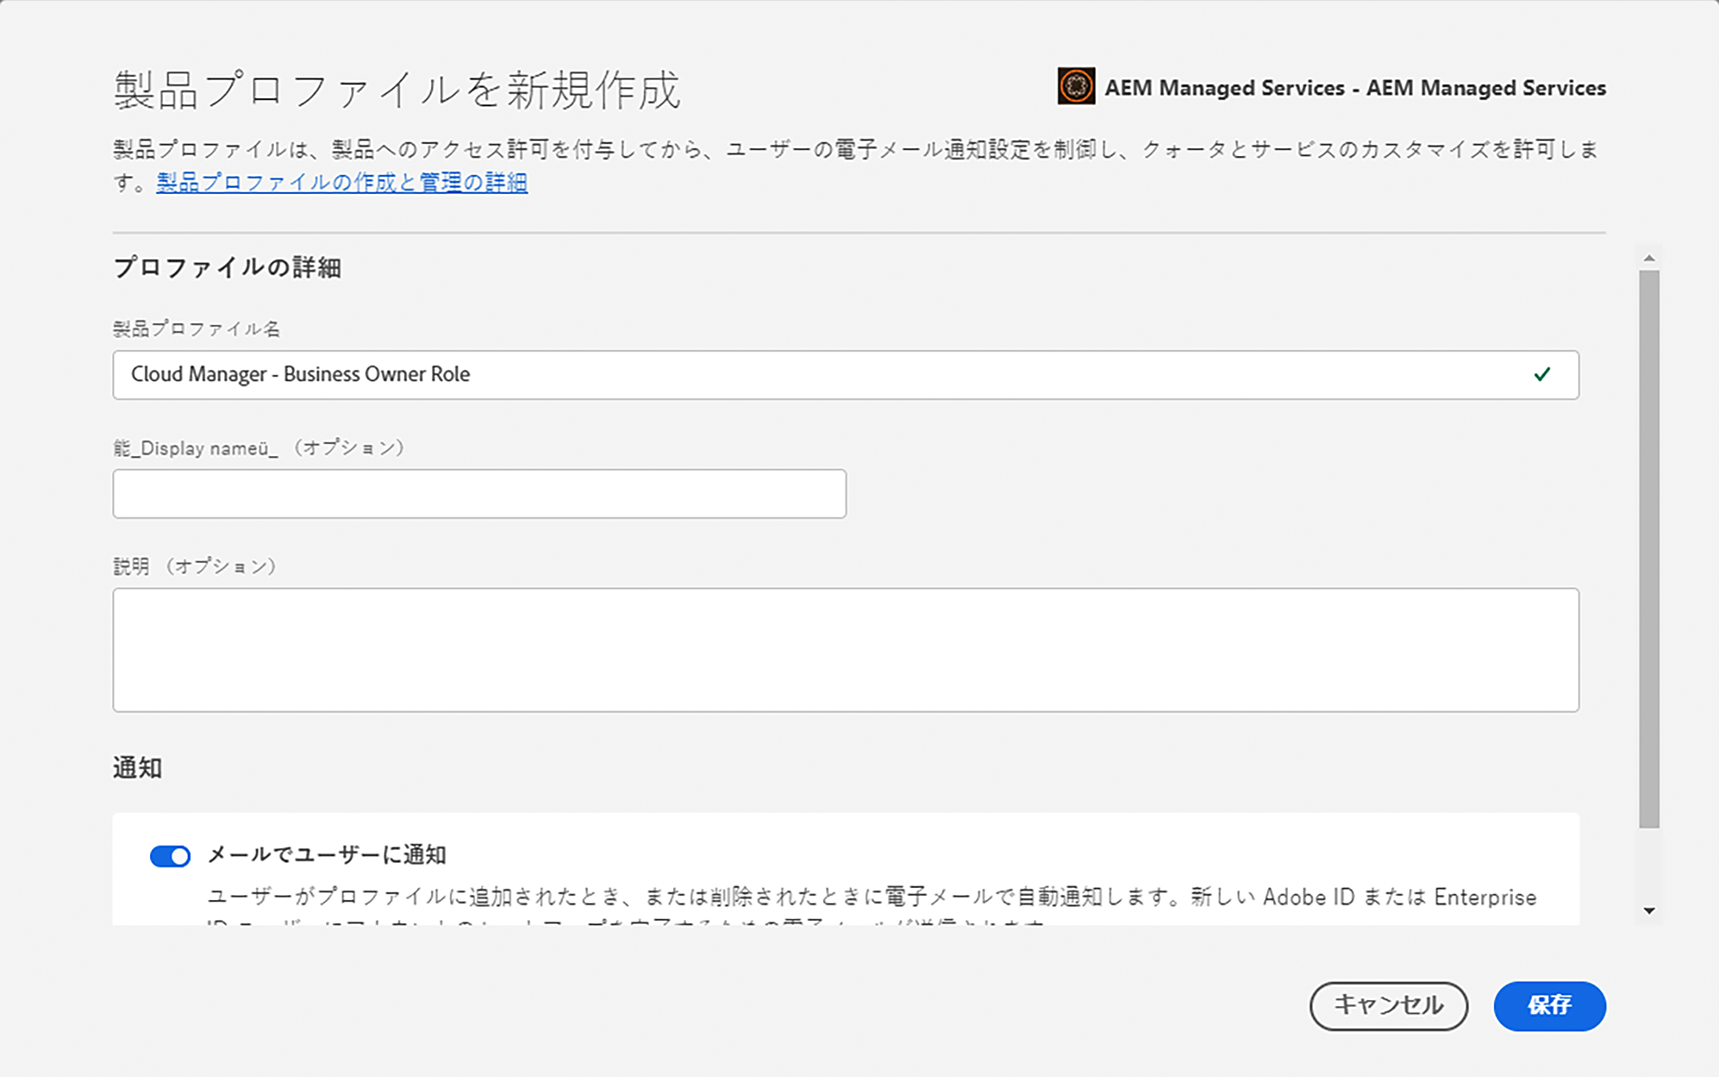 製品プロファイルを新規作成
AEM Managed Services - AEM Managed Services
製品プロファイルは、製品へのアクセス許可を付与してから、ユーザーの電子メール通知設定を制御し、クォータとサービスのカスタマイズを許可しま
す。製品プロファイルの作成と管理の詳細
プロファイルの詳細
製品プロファイル名
Cloud Manager - Business Owner Role
能_Display nameü_ （オプション）
説明 （オプション）
通知
メールでユーザーに通知
ユーザーがプロファイルに追加されたとき、または削除されたときに電子メールで自動通知します。新しい Adobe ID または Enterprise
キャンセル
保存